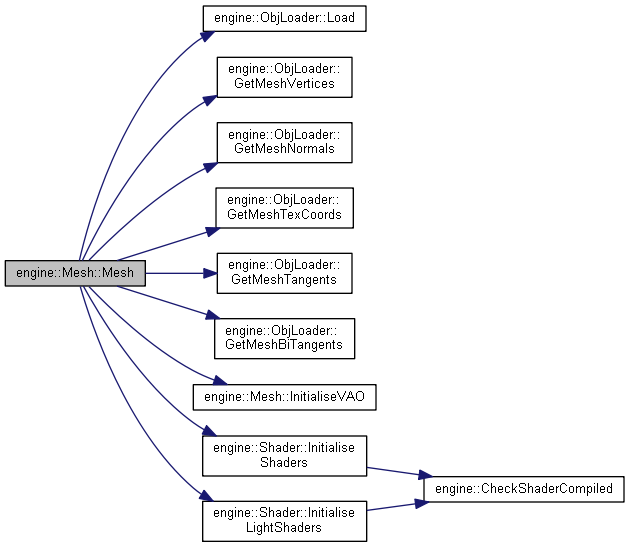 engine::ObjLoader::Load
engine::ObjLoader::
GetMeshVertices
engine::ObjLoader::
GetMeshNormals
engine::ObjLoader::
GetMeshTexCoords
engine::Mesh::Mesh
engine::ObjLoader::
GetMeshTangents
engine::ObjLoader::
GetMeshBiTangents
engine::Mesh::InitialiseVAO
engine::Shader::Initialise
Shaders
engine::CheckShaderCompiled
engine::Shader::Initialise
LightShaders